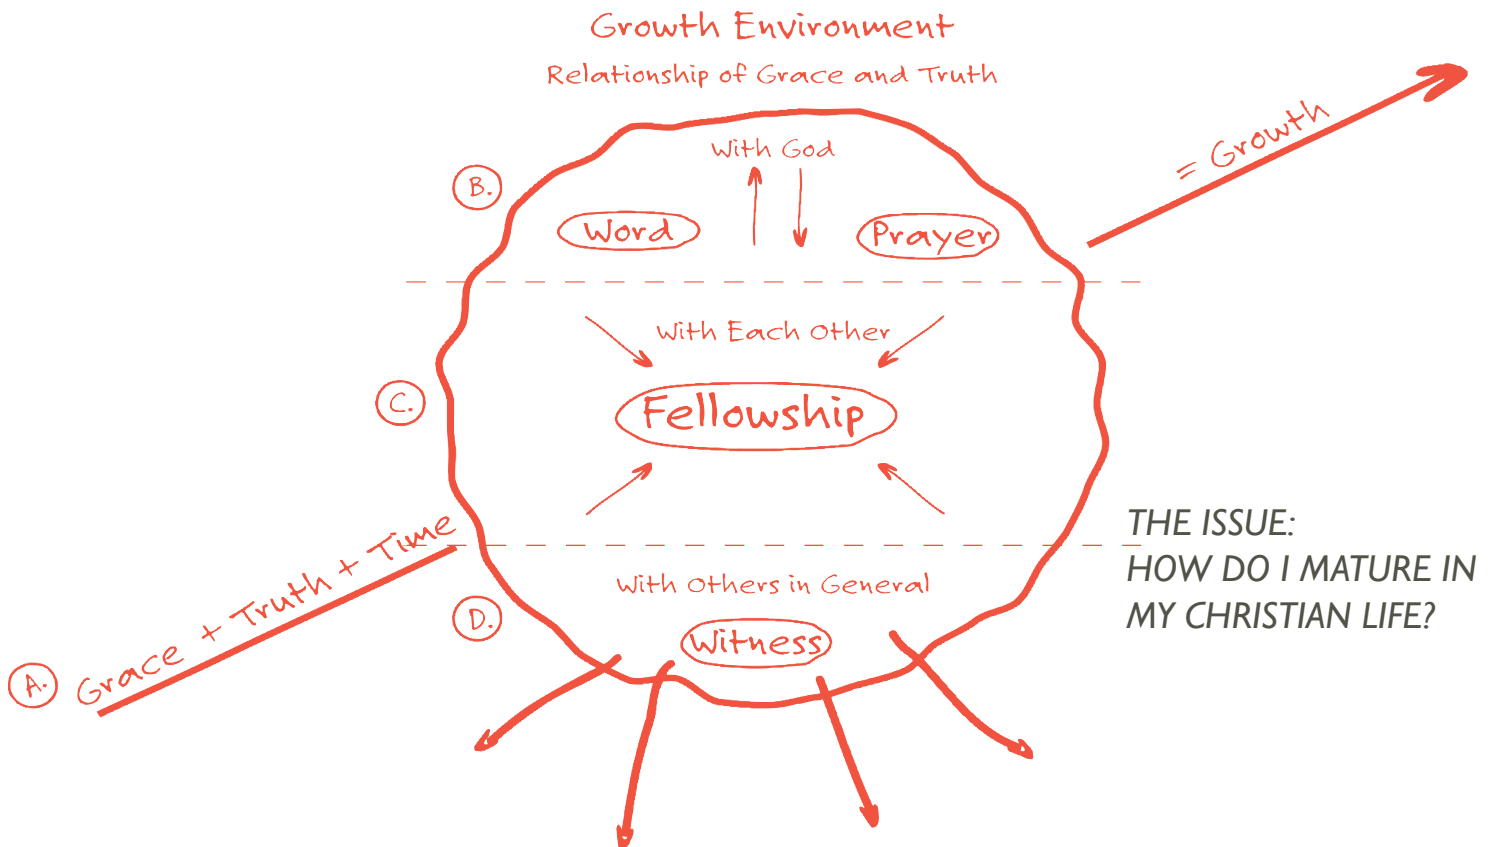 Growth Environment
Relationship of Grace and Truth
= Growth
With God
B.
Word
Prayer
With Each Other
C.
Fellowship
THE ISSUE:
HOW DO I MATURE IN
MY CHRISTIAN LIFE?
With Others in General
D.
Witness
A.
Grace + Truth + Time